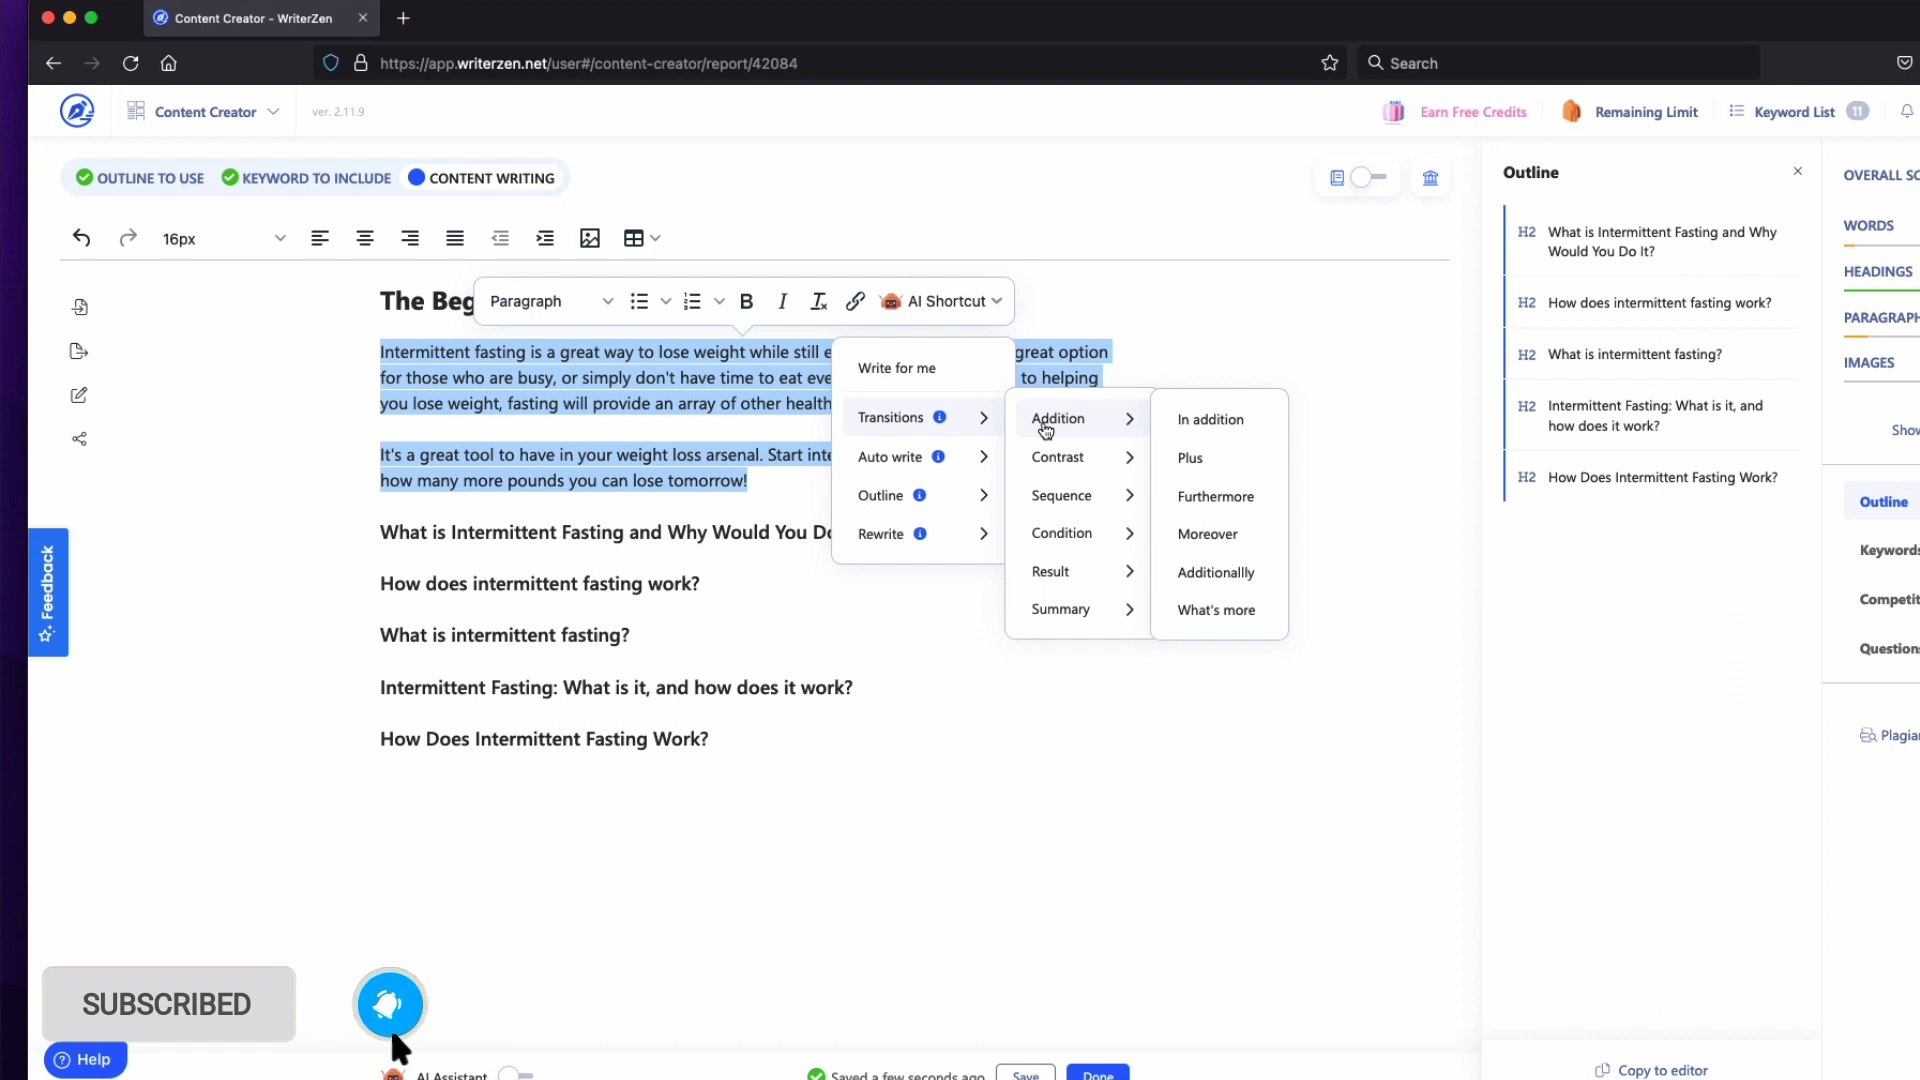 Content Creator - WriterZen
https://app.writerzen.net/user#/content-creator/report/42084
Search
Content Creator
ver. 2.11.9
Earn Free Credits
Remaining Limit
Keyword List 11
OUTLINE TO USE
KEYWORD TO INCLUDE
CONTENT WRITING
16px
The Beg
Paragraph
B
I
AI Shortcut
Intermittent fasting is a great way to lose weight while still e
great option
for those who are busy, or simply don't have time to eat eve
to helping
you lose weight, fasting will provide an array of other health
It's a great tool to have in your weight loss arsenal. Start inte
how many more pounds you can lose tomorrow!
What is Intermittent Fasting and Why Would You Do
How does intermittent fasting work?
What is intermittent fasting?
Intermittent Fasting: What is it, and how does it work?
How Does Intermittent Fasting Work?
Write for me
Transitions
Auto write
Outline
Rewrite
Addition
Contrast
Sequence
Condition
Result
Summary
In addition
Plus
Furthermore
Moreover
Additionallly
What's more
Outline
H2 What is Intermittent Fasting and Why
Would You Do It?
H2 How does intermittent fasting work?
H2 What is intermittent fasting?
H2 Intermittent Fasting: What is it, and
how does it work?
H2 How Does Intermittent Fasting Work?
Copy to editor
OVERALL SC
WORDS
HEADINGS
PARAGRAPH
IMAGES
Show
Outline
Keywords
Competit
Questions
Plagiar
Feedback
SUBSCRIBED
Help
AI Assistant
Saved a few seconds ago
Save
Done